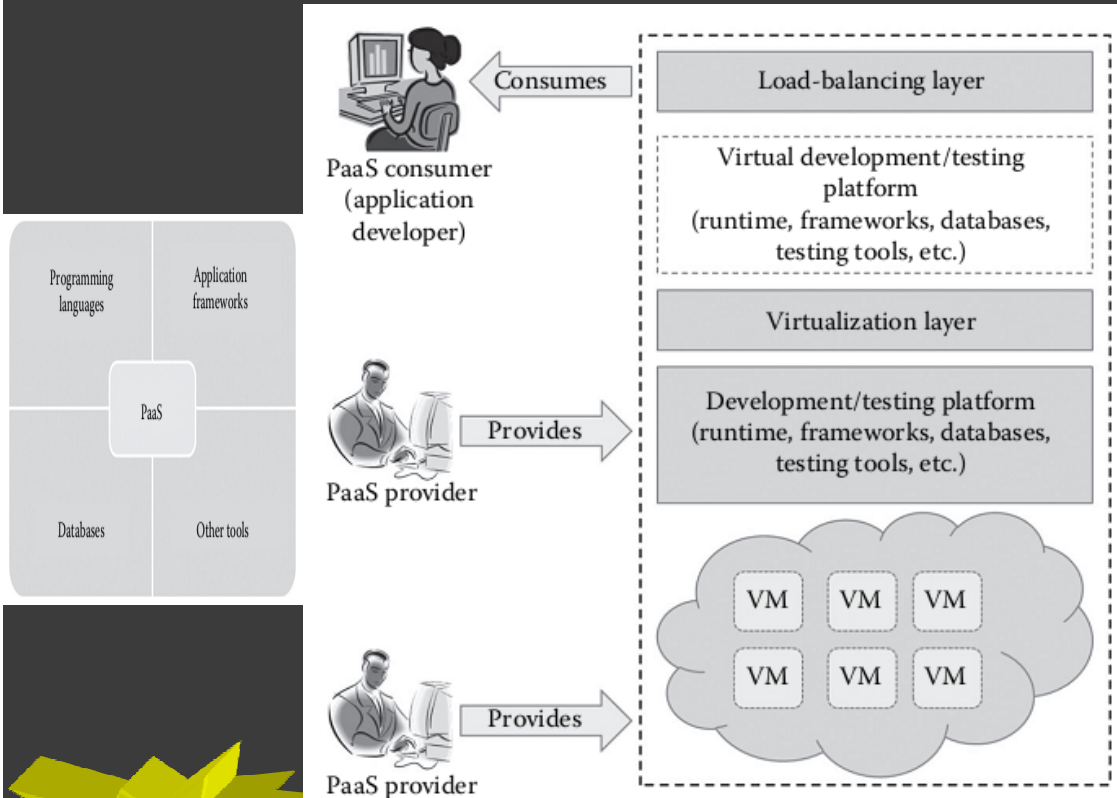 Programming
languages
Application
frameworks
PaaS
Databases
Other tools
Consumes
PaaS consumer
(application
developer)
Provides
PaaS provider
Provides
PaaS provider
Load-balancing layer
Virtual development/testing
platform
(runtime, frameworks, databases,
testing tools, etc.)
Virtualization layer
Development/testing platform
(runtime, frameworks, databases,
testing tools, etc.)
VM VM VM
VM VM VM